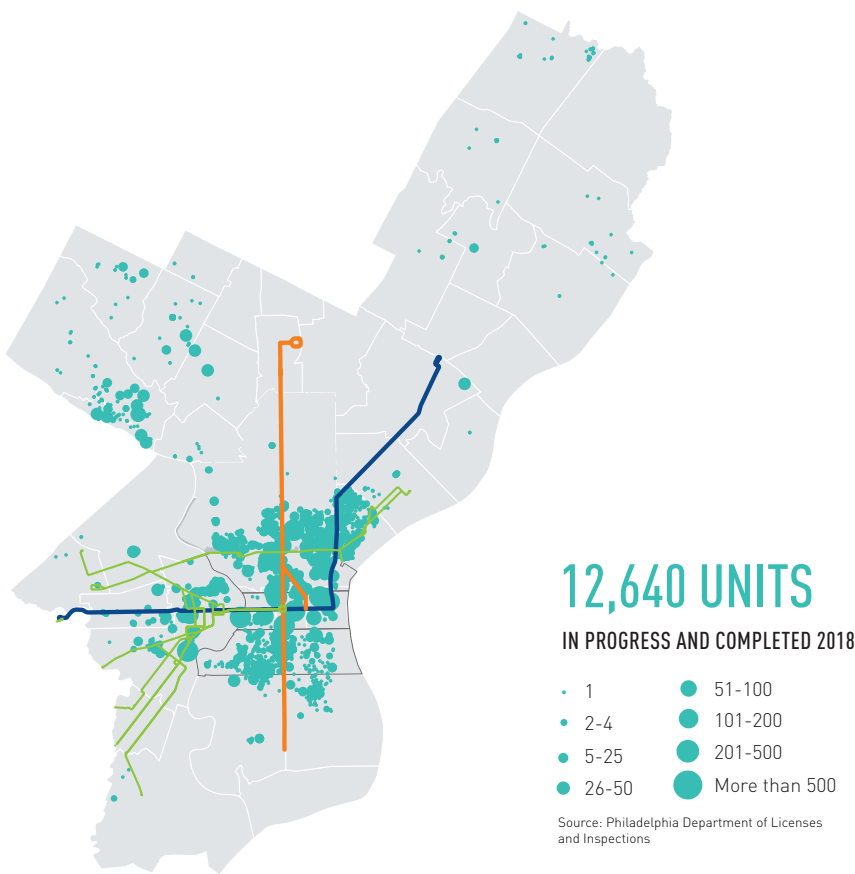 12,640 UNITS
IN PROGRESS AND COMPLETED 2018
1
2-4
5-25
26-50
51-100
101-200
201-500
More than 500
Source: Philadelphia Department of Licenses
and Inspections